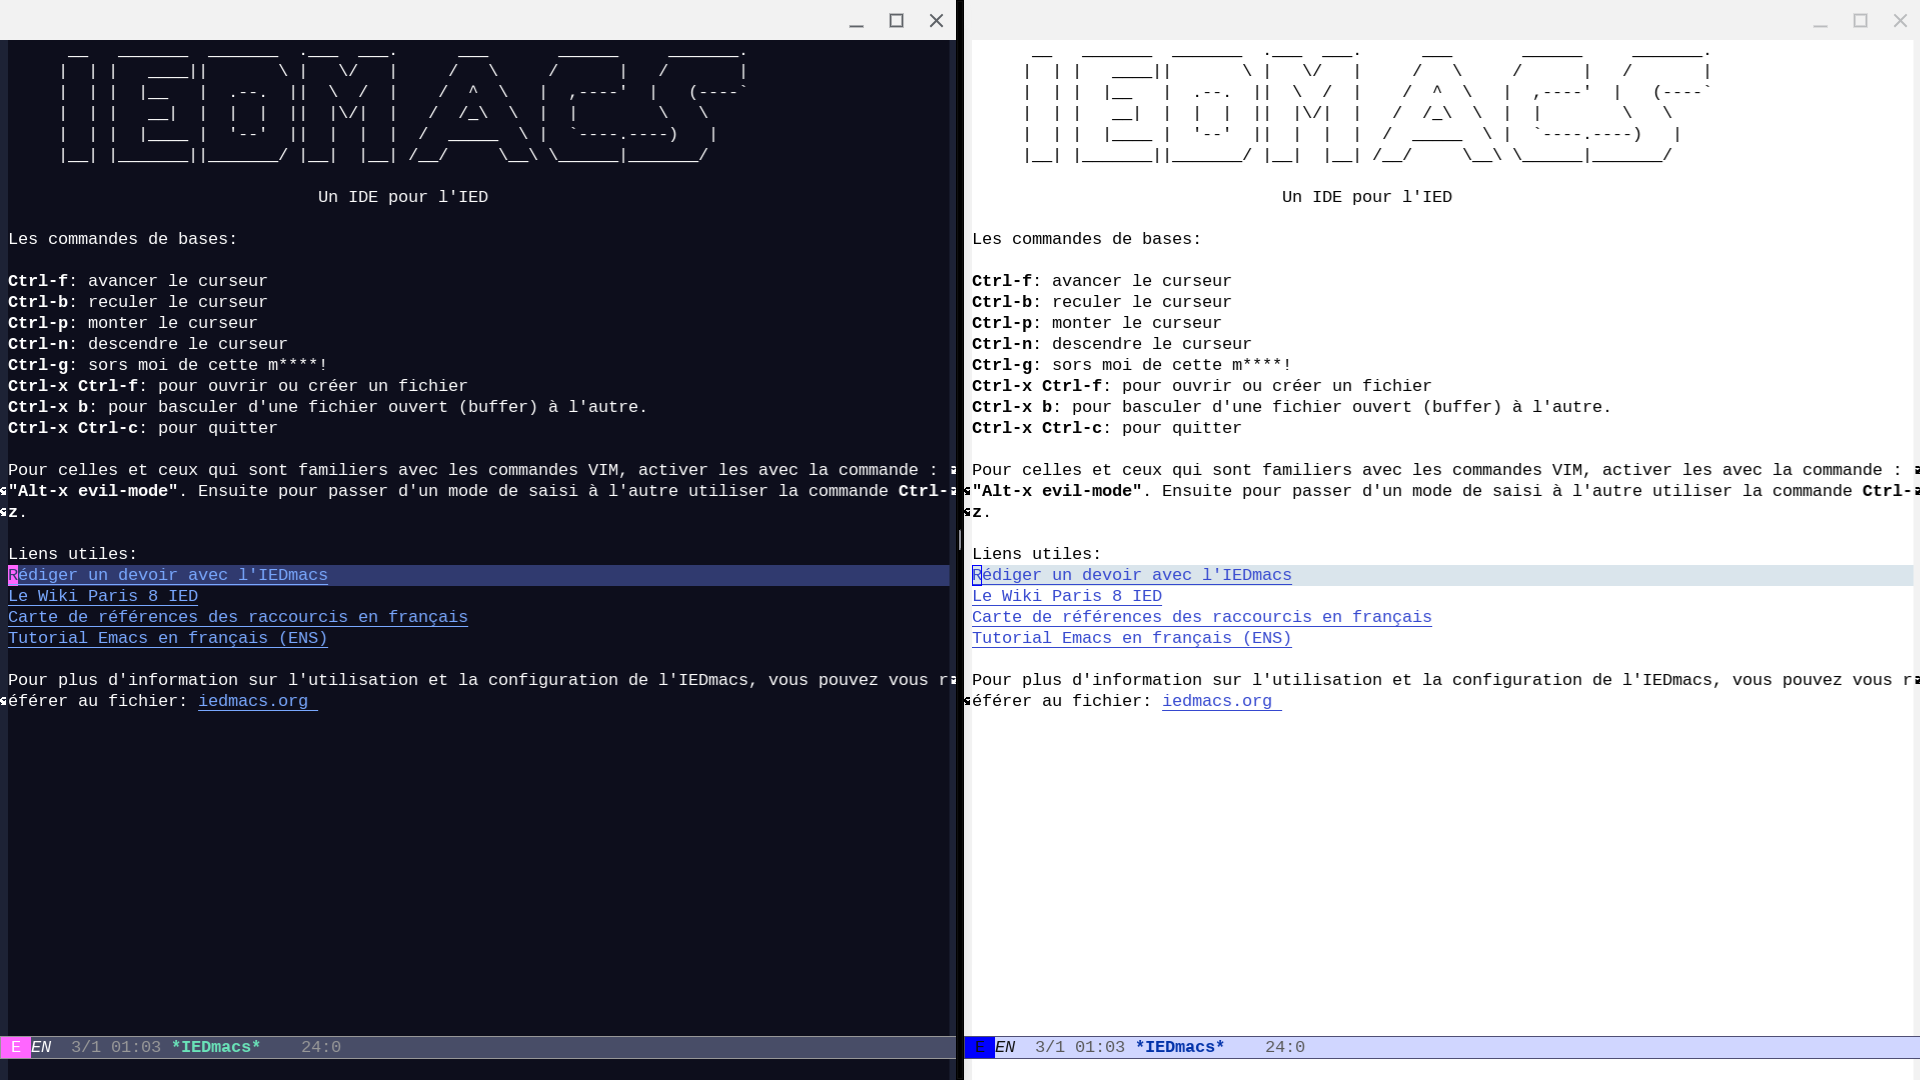 IEDMACS
Un IDE pour l'IED
Les commandes de bases:
Ctrl-f: avancer le curseur
Ctrl-b: reculer le curseur
Ctrl-p: monter le curseur
Ctrl-n: descendre le curseur
Ctrl-g: sors moi de cette m****!
Ctrl-x Ctrl-f: pour ouvrir ou créer un fichier
Ctrl-x b: pour basculer d'une fichier ouvert (buffer) à l'autre.
Ctrl-x Ctrl-c: pour quitter
Pour celles et ceux qui sont familiers avec les commandes VIM, activer les avec la commande :
"Alt-x evil-mode". Ensuite pour passer d'un mode de saisi à l'autre utiliser la commande Ctrl-
z.
Liens utiles:
Rédiger un devoir avec l'IEDmacs
Le Wiki Paris 8 IED
Carte de références des raccourcis en français
Tutorial Emacs en français (ENS)
Pour plus d'information sur l'utilisation et la configuration de l'IEDmacs, vous pouvez vous r
éférer au fichier: iedmacs.org
E EN 3/1 01:03 *IEDmacs* 24:0
IEDMACS
Un IDE pour l'IED
Les commandes de bases:
Ctrl-f: avancer le curseur
Ctrl-b: reculer le curseur
Ctrl-p: monter le curseur
Ctrl-n: descendre le curseur
Ctrl-g: sors moi de cette m****!
Ctrl-x Ctrl-f: pour ouvrir ou créer un fichier
Ctrl-x b: pour basculer d'une fichier ouvert (buffer) à l'autre.
Ctrl-x Ctrl-c: pour quitter
Pour celles et ceux qui sont familiers avec les commandes VIM, activer les avec la commande :
"Alt-x evil-mode". Ensuite pour passer d'un mode de saisi à l'autre utiliser la commande Ctrl-
z.
Liens utiles:
Rédiger un devoir avec l'IEDmacs
Le Wiki Paris 8 IED
Carte de références des raccourcis en français
Tutorial Emacs en français (ENS)
Pour plus d'information sur l'utilisation et la configuration de l'IEDmacs, vous pouvez vous r
éférer au fichier: iedmacs.org
E EN 3/1 01:03 *IEDmacs* 24:0